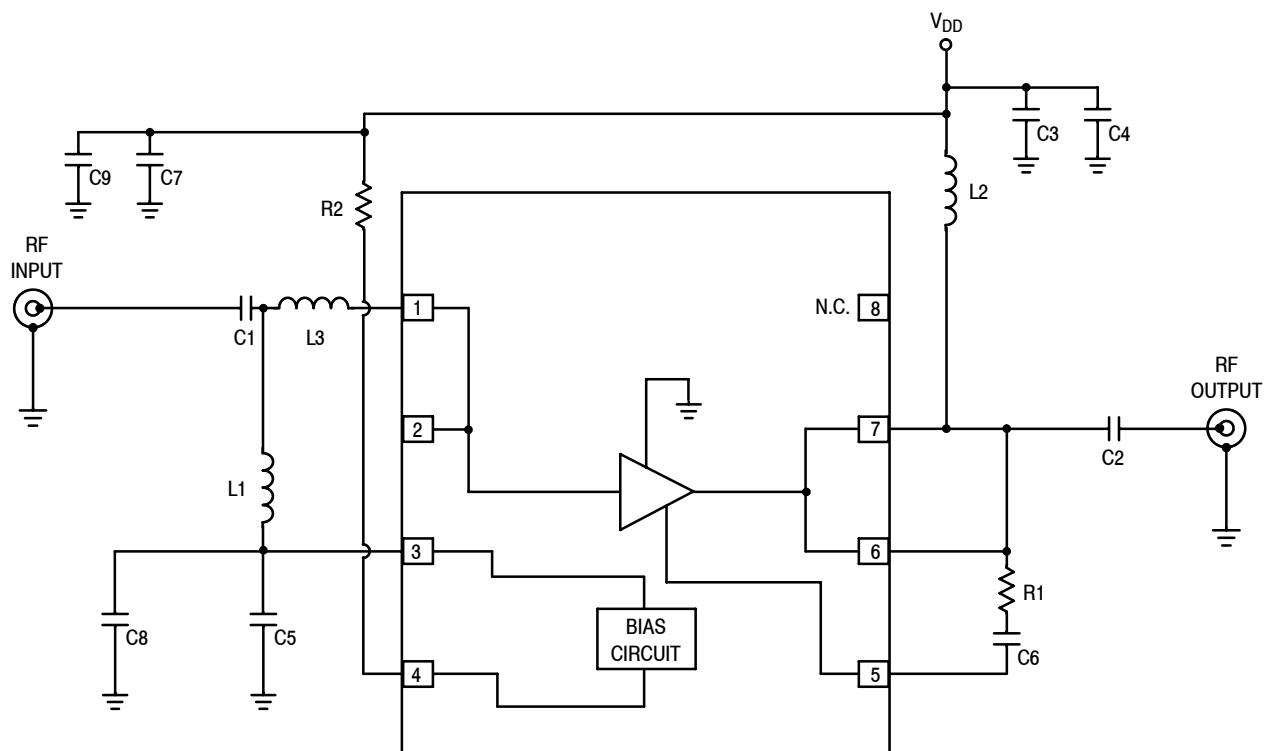 V_DD
C3
C4
C9
C7
R2
L2
RF
INPUT
C1
L3
1
N.C.
8
RF
OUTPUT
2
7
C2
L1
3
6
R1
C8
C5
BIAS
CIRCUIT
C6
4
5